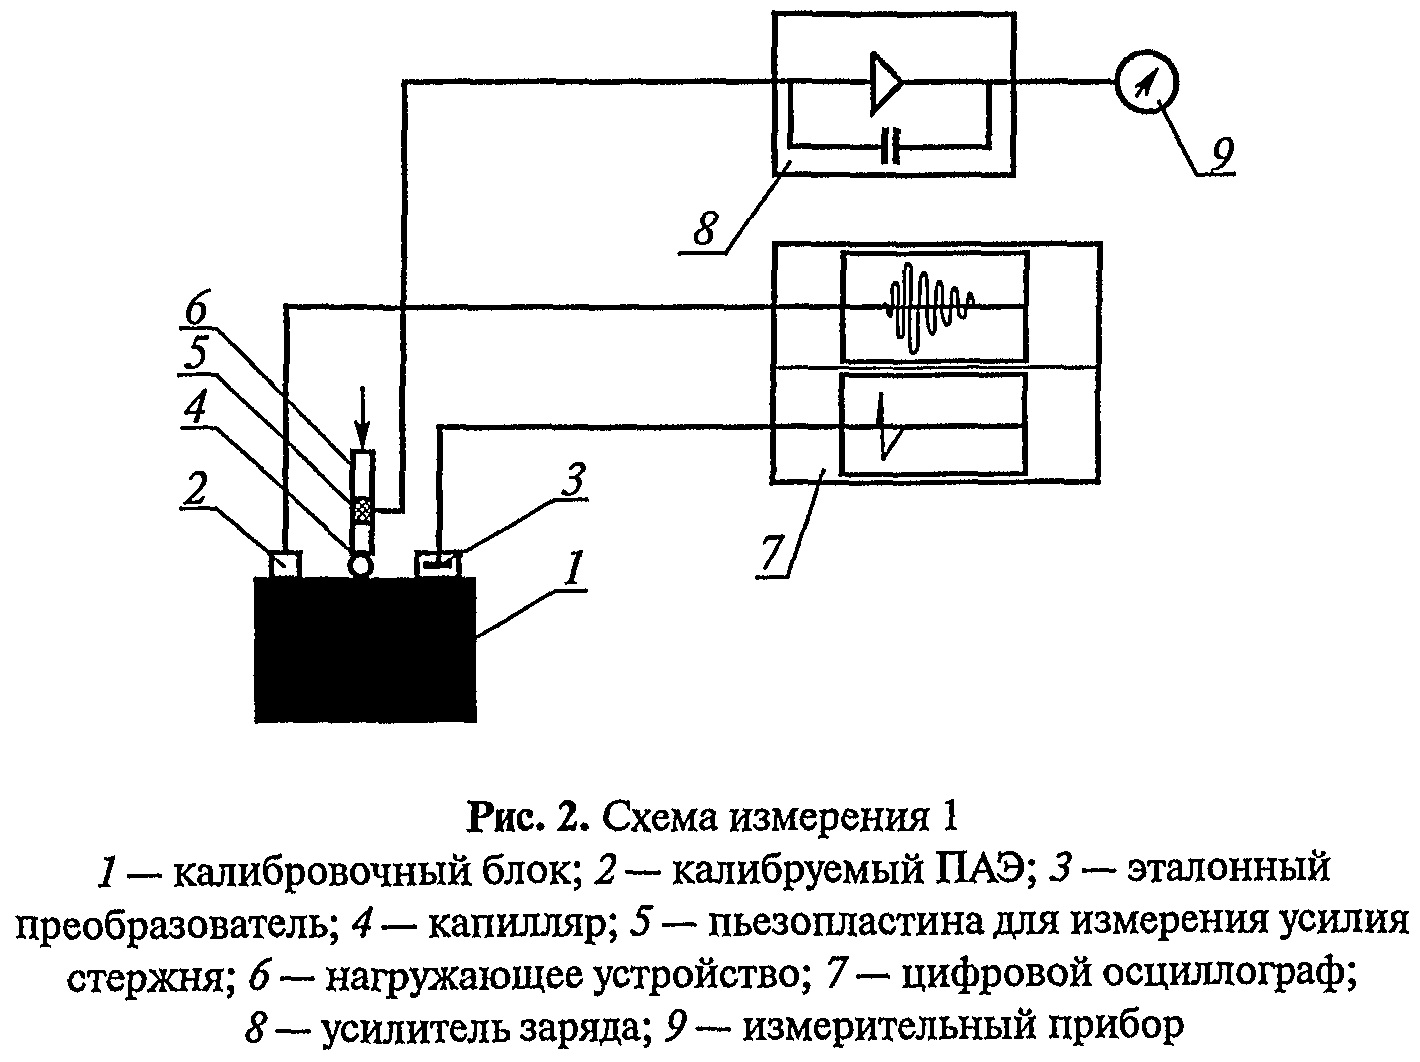 8
9
6
5
4
2
3
1
7
Рис. 2. Схема измерения 1
1 — калибровочный блок; 2 — калибруемый ПАЭ; 3 — эталонный
преобразователь; 4 — капилляр; 5 — пьезопластина для измерения усилия
стержня; 6 — нагружающее устройство; 7 — цифровой осциллограф;
8 — усилитель заряда; 9 — измерительный прибор